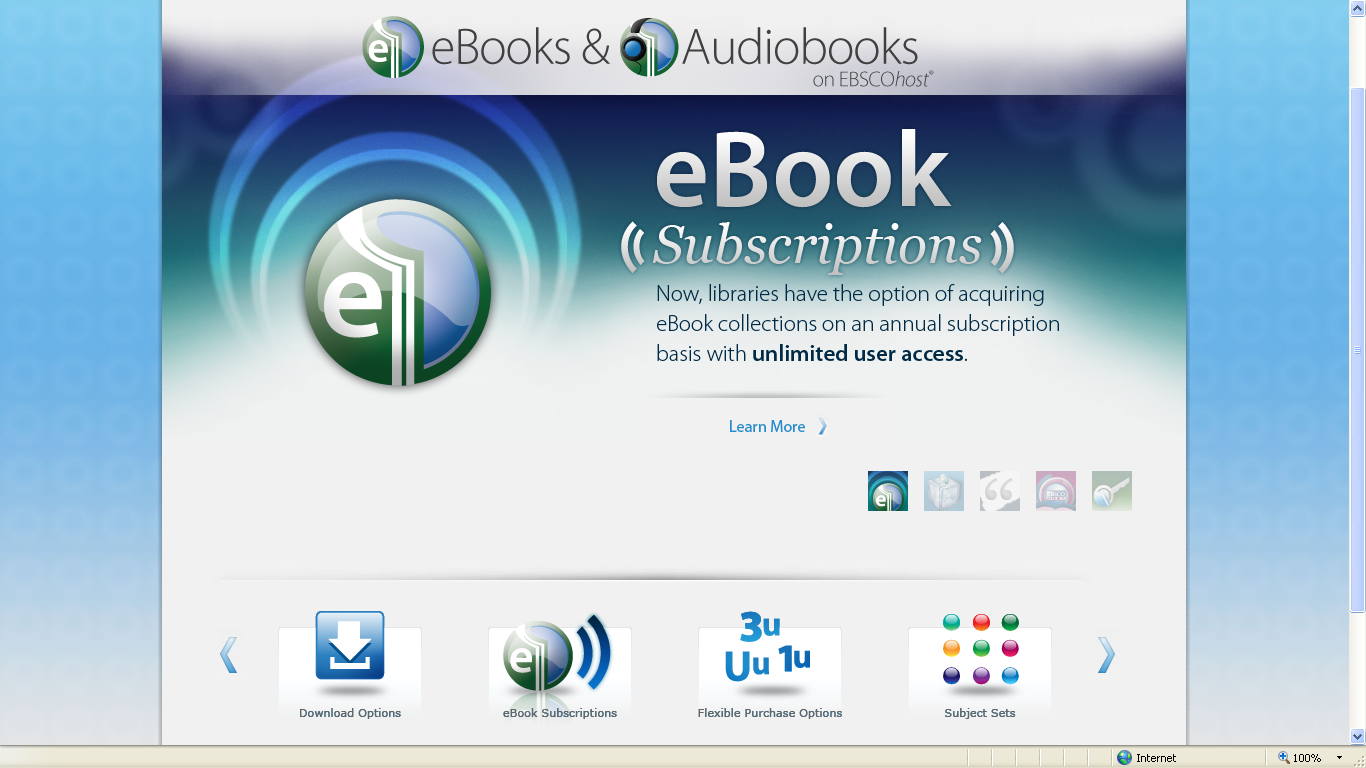 e eBooks & Audiobooks
on EBSCOhost®
eBook
Subscriptions
e
Now, libraries have the option of acquiring
eBook collections on an annual subscription
basis with unlimited user access.
Learn More
e
EBSCO
3u
e
Uu 1u
Download Options
eBook Subscriptions
Flexible Purchase Options
Subject Sets
Internet
100%